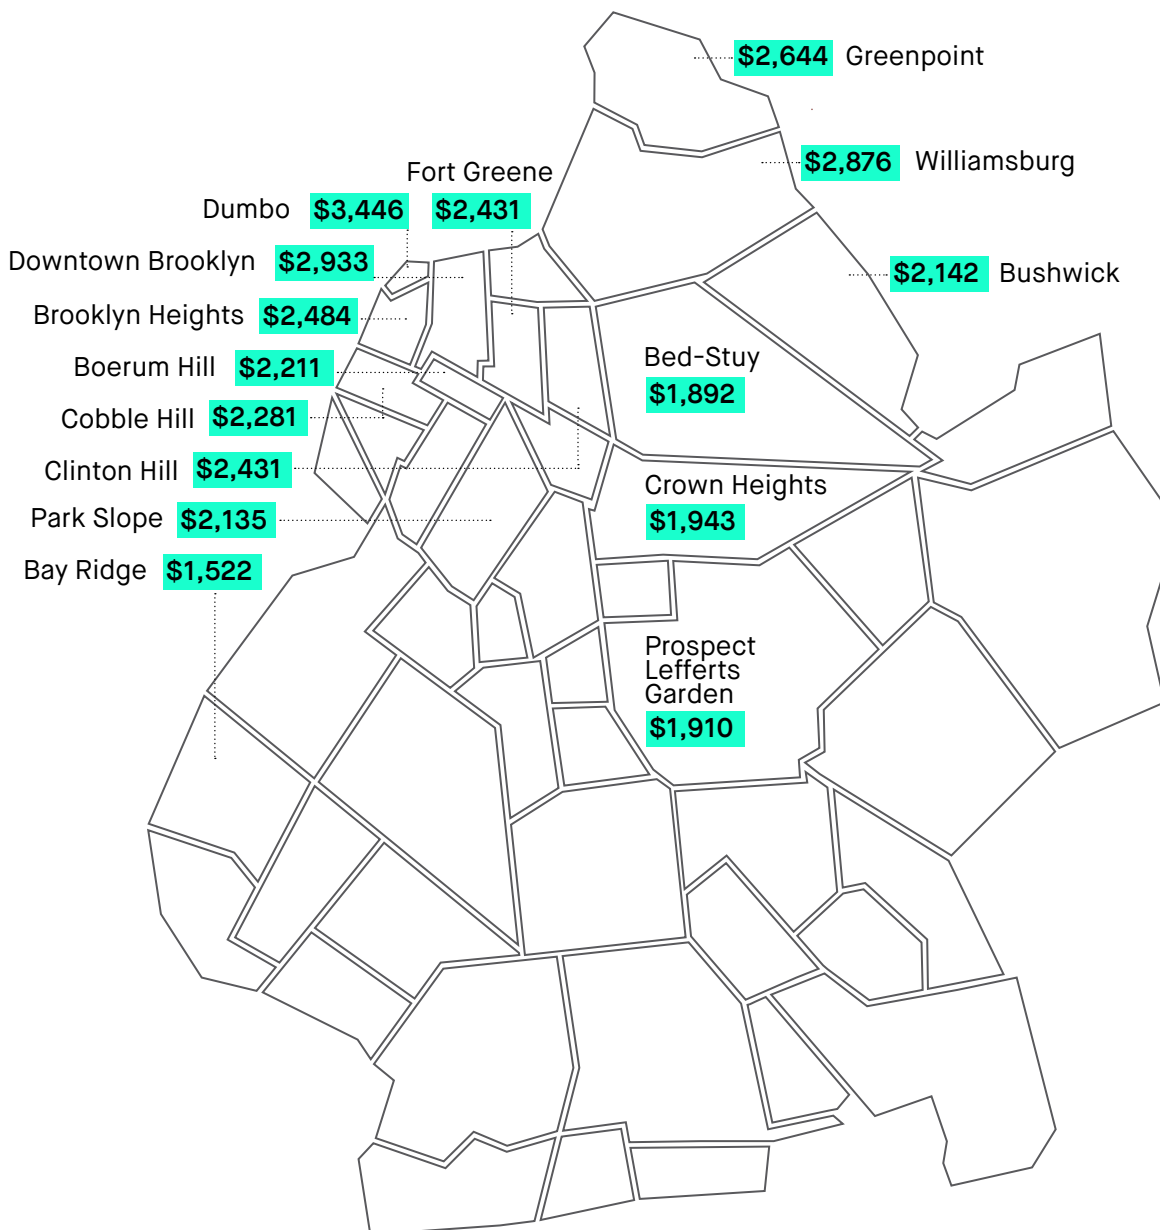 $2,644 Greenpoint
$2,876 Williamsburg
Fort Greene
$2,431
Dumbo $3,446
Downtown Brooklyn $2,933
$2,142 Bushwick
Brooklyn Heights $2,484
Boerum Hill $2,211
Bed-Stuy
$1,892
Cobble Hill $2,281
Clinton Hill $2,431
Crown Heights
$1,943
Park Slope $2,135
Bay Ridge $1,522
Prospect
Lefferts
Garden
$1,910